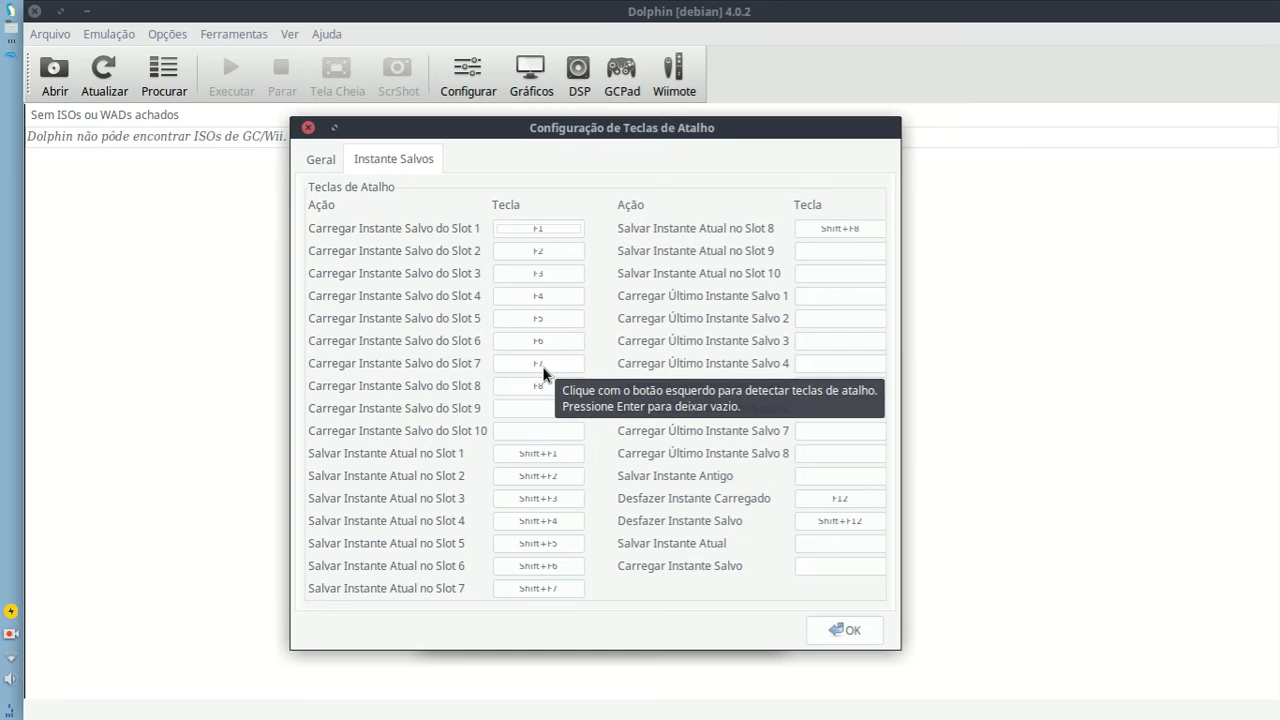 Dolphin [debian] 4.0.2
Arquivo Emulação Opções Ferramentas Ver Ajuda
Abrir Atualizar Procurar Executar Parar Tela Cheia ScrShot Configurar Gráficos DSP GCPad Wiimote
Sem ISOs ou WADs achados
Dolphin não pôde encontrar ISOs de GC/Wii.
Configuração de Teclas de Atalho
Geral Instante Salvos
Teclas de Atalho
Ação Tecla Ação Tecla
Carregar Instante Salvo do Slot 1 F1 Salvar Instante Atual no Slot 8 Shift+F8
Carregar Instante Salvo do Slot 2 F2 Salvar Instante Atual no Slot 9
Carregar Instante Salvo do Slot 3 F3 Salvar Instante Atual no Slot 10
Carregar Instante Salvo do Slot 4 F4 Carregar Último Instante Salvo 1
Carregar Instante Salvo do Slot 5 F5 Carregar Último Instante Salvo 2
Carregar Instante Salvo do Slot 6 F6 Carregar Último Instante Salvo 3
Carregar Instante Salvo do Slot 7 F7 Carregar Último Instante Salvo 4
Carregar Instante Salvo do Slot 8 F8
Clique com o botão esquerdo para detectar teclas de atalho.
Pressione Enter para deixar vazio.
Carregar Instante Salvo do Slot 9
Carregar Instante Salvo do Slot 10 Carregar Último Instante Salvo 7
Salvar Instante Atual no Slot 1 Shift+F1 Carregar Último Instante Salvo 8
Salvar Instante Atual no Slot 2 Shift+F2 Salvar Instante Antigo
Salvar Instante Atual no Slot 3 Shift+F3 Desfazer Instante Carregado F12
Salvar Instante Atual no Slot 4 Shift+F4 Desfazer Instante Salvo Shift+F12
Salvar Instante Atual no Slot 5 Shift+F5 Salvar Instante Atual
Salvar Instante Atual no Slot 6 Shift+F6 Carregar Instante Salvo
Salvar Instante Atual no Slot 7 Shift+F7
OK